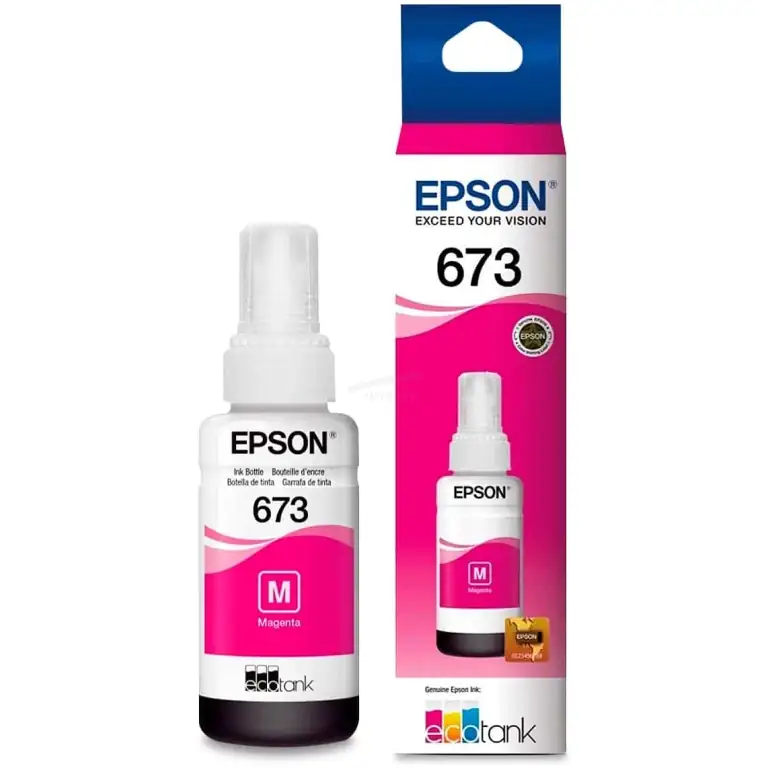 EPSON®
Ink Bottle Bouteille d'encre
Botella de tinta Garrafa de tinta
673
M
Magenta
ecotank
EPSON®
EXCEED YOUR VISION
673
EPSON
EPSON
M
Magenta
EPSON
Genuine Epson Ink:
ecotank